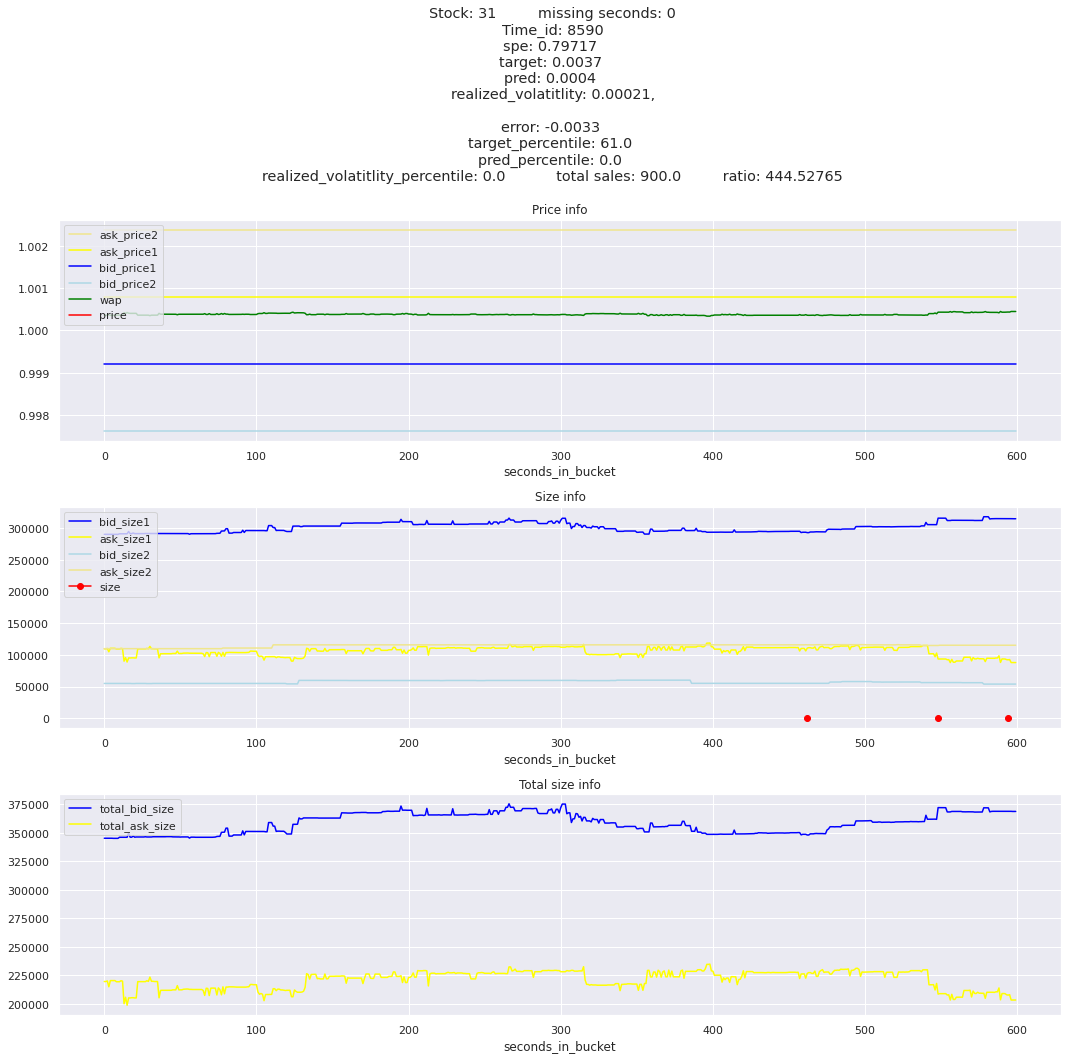 Stock: 31 missing seconds: 0
Time_id: 8590
spe: 0.79717
target: 0.0037
pred: 0.0004
realized_volatitlity: 0.00021,
error: -0.0033
target_percentile: 61.0
pred_percentile: 0.0
realized_volatitlity_percentile: 0.0 total sales: 900.0 ratio: 444.52765
Price info
ask_price2
ask_price1
bid_price1
bid_price2
wap
price
1.002
1.001
1.000
0.999
0.998
0 100 200 300 400 500 600
seconds_in_bucket
Size info
bid_size1
ask_size1
bid_size2
ask_size2
size
300000
250000
200000
150000
100000
50000
0
0 100 200 300 400 500 600
seconds_in_bucket
Total size info
total_bid_size
total_ask_size
375000
350000
325000
300000
275000
250000
225000
200000
0 100 200 300 400 500 600
seconds_in_bucket